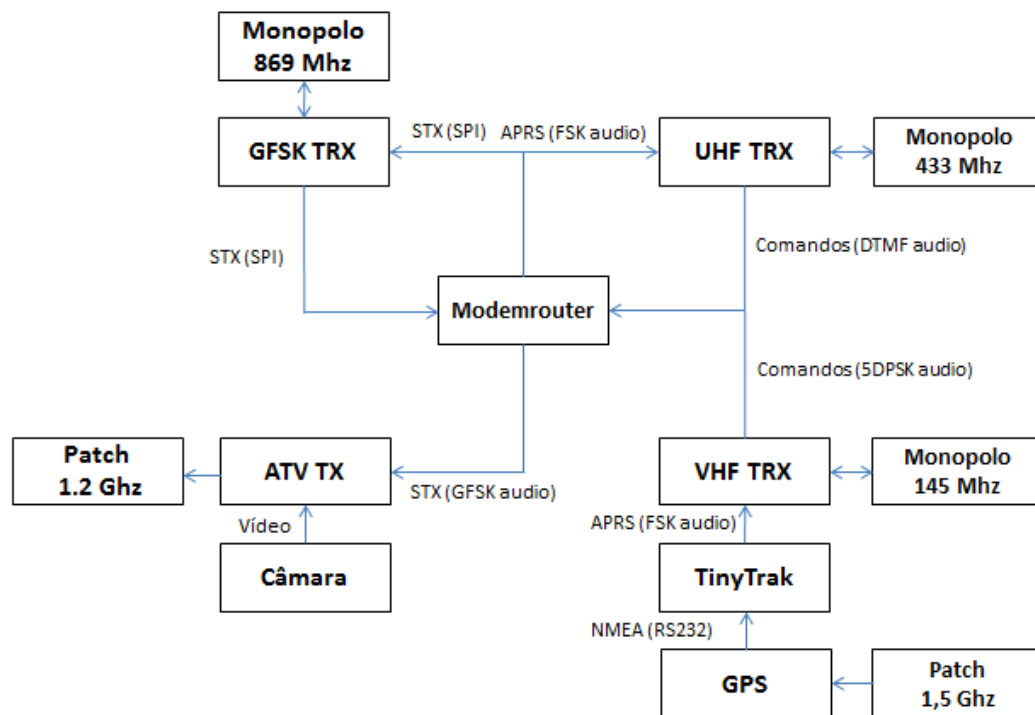 Monopolo
869 Mhz
STX (SPI)
APRS (FSK audio)
GFSK TRX
UHF TRX
Monopolo
433 Mhz
STX (SPI)
Comandos (DTMF audio)
Modemrouter
Comandos (5DPSK audio)
Patch
1.2 Ghz
ATV TX
VHF TRX
Monopolo
145 Mhz
STX (GFSK audio)
Vídeo
APRS (FSK audio)
Câmara
TinyTrak
NMEA (RS232)
GPS
Patch
1,5 Ghz